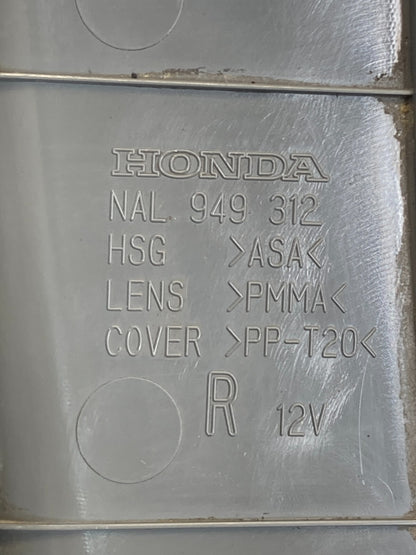 HONDA
NAL 949 312
HSG >ASA<
LENS >PMMA<
COVER >PP-T20<
R 12V